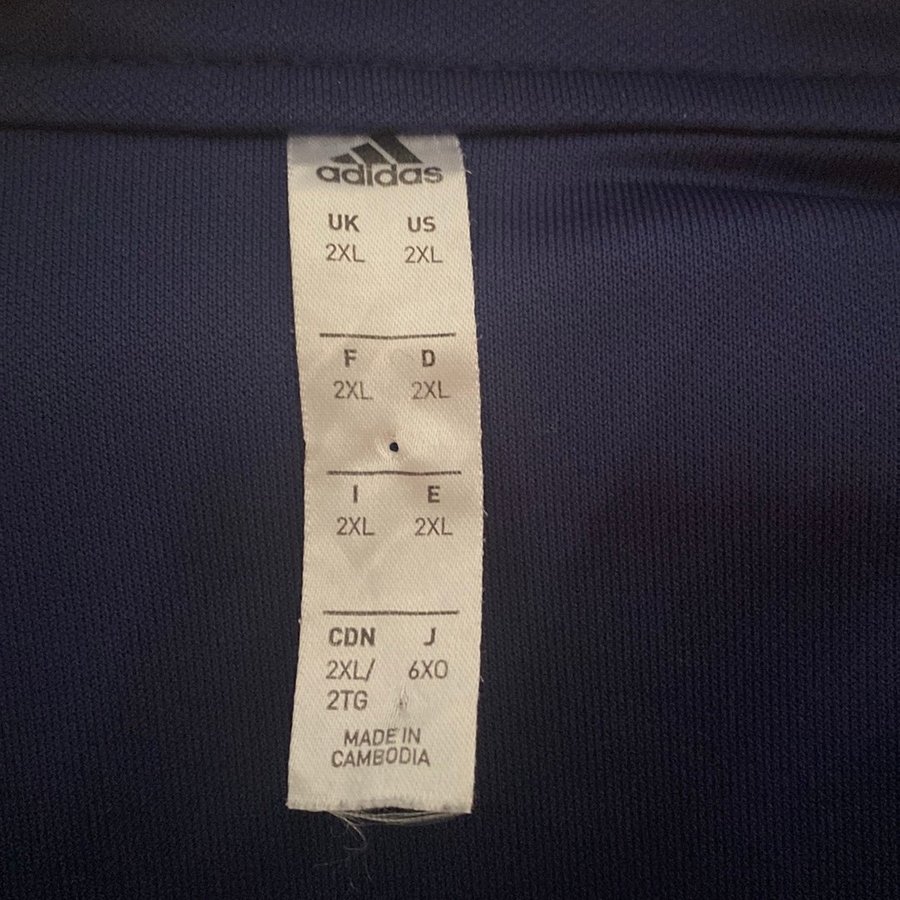 adidas
UK US
2XL 2XL
F D
2XL 2XL
I E
2XL 2XL
CDN J
2XL/ 6XO
2TG
MADE IN
CAMBODIA